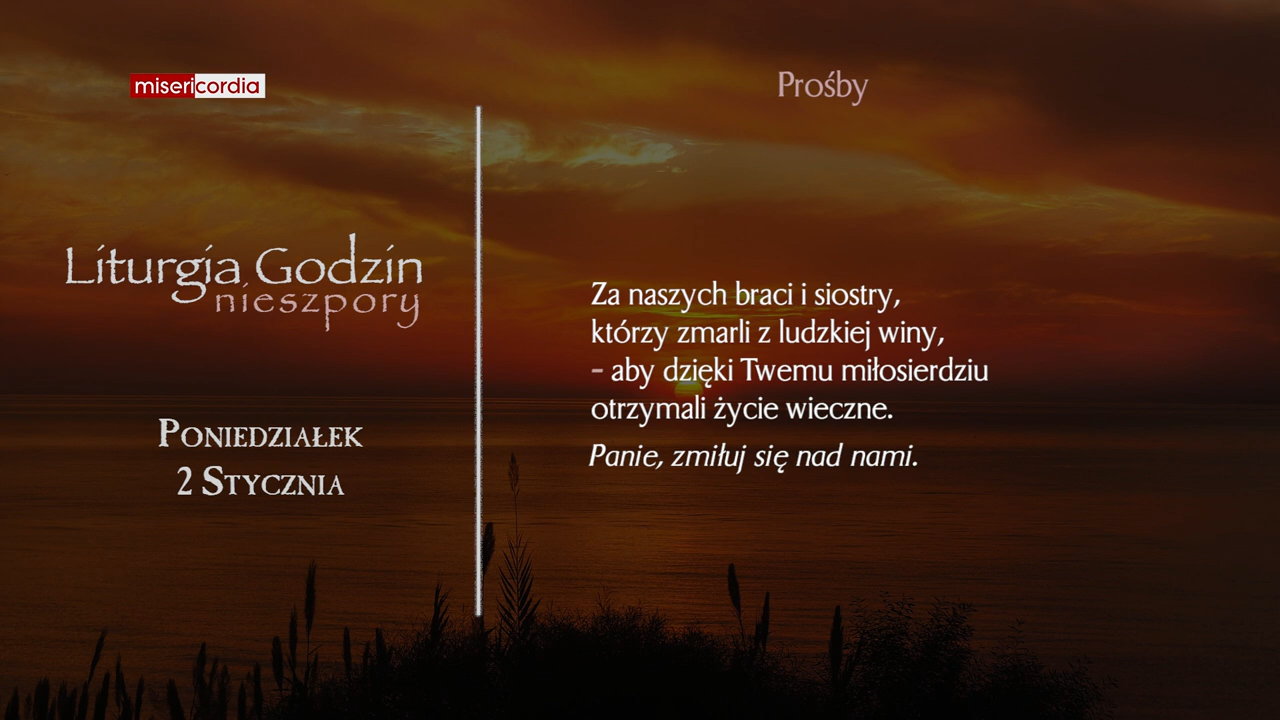 misericordia
Liturgia Godzin
nieszpory
Poniedziałek
2 Stycznia
Prośby
Za naszych braci i siostry,
którzy zmarli z ludzkiej winy,
- aby dzięki Twemu miłosierdziu
otrzymali życie wieczne.
Panie, zmiłuj się nad nami.